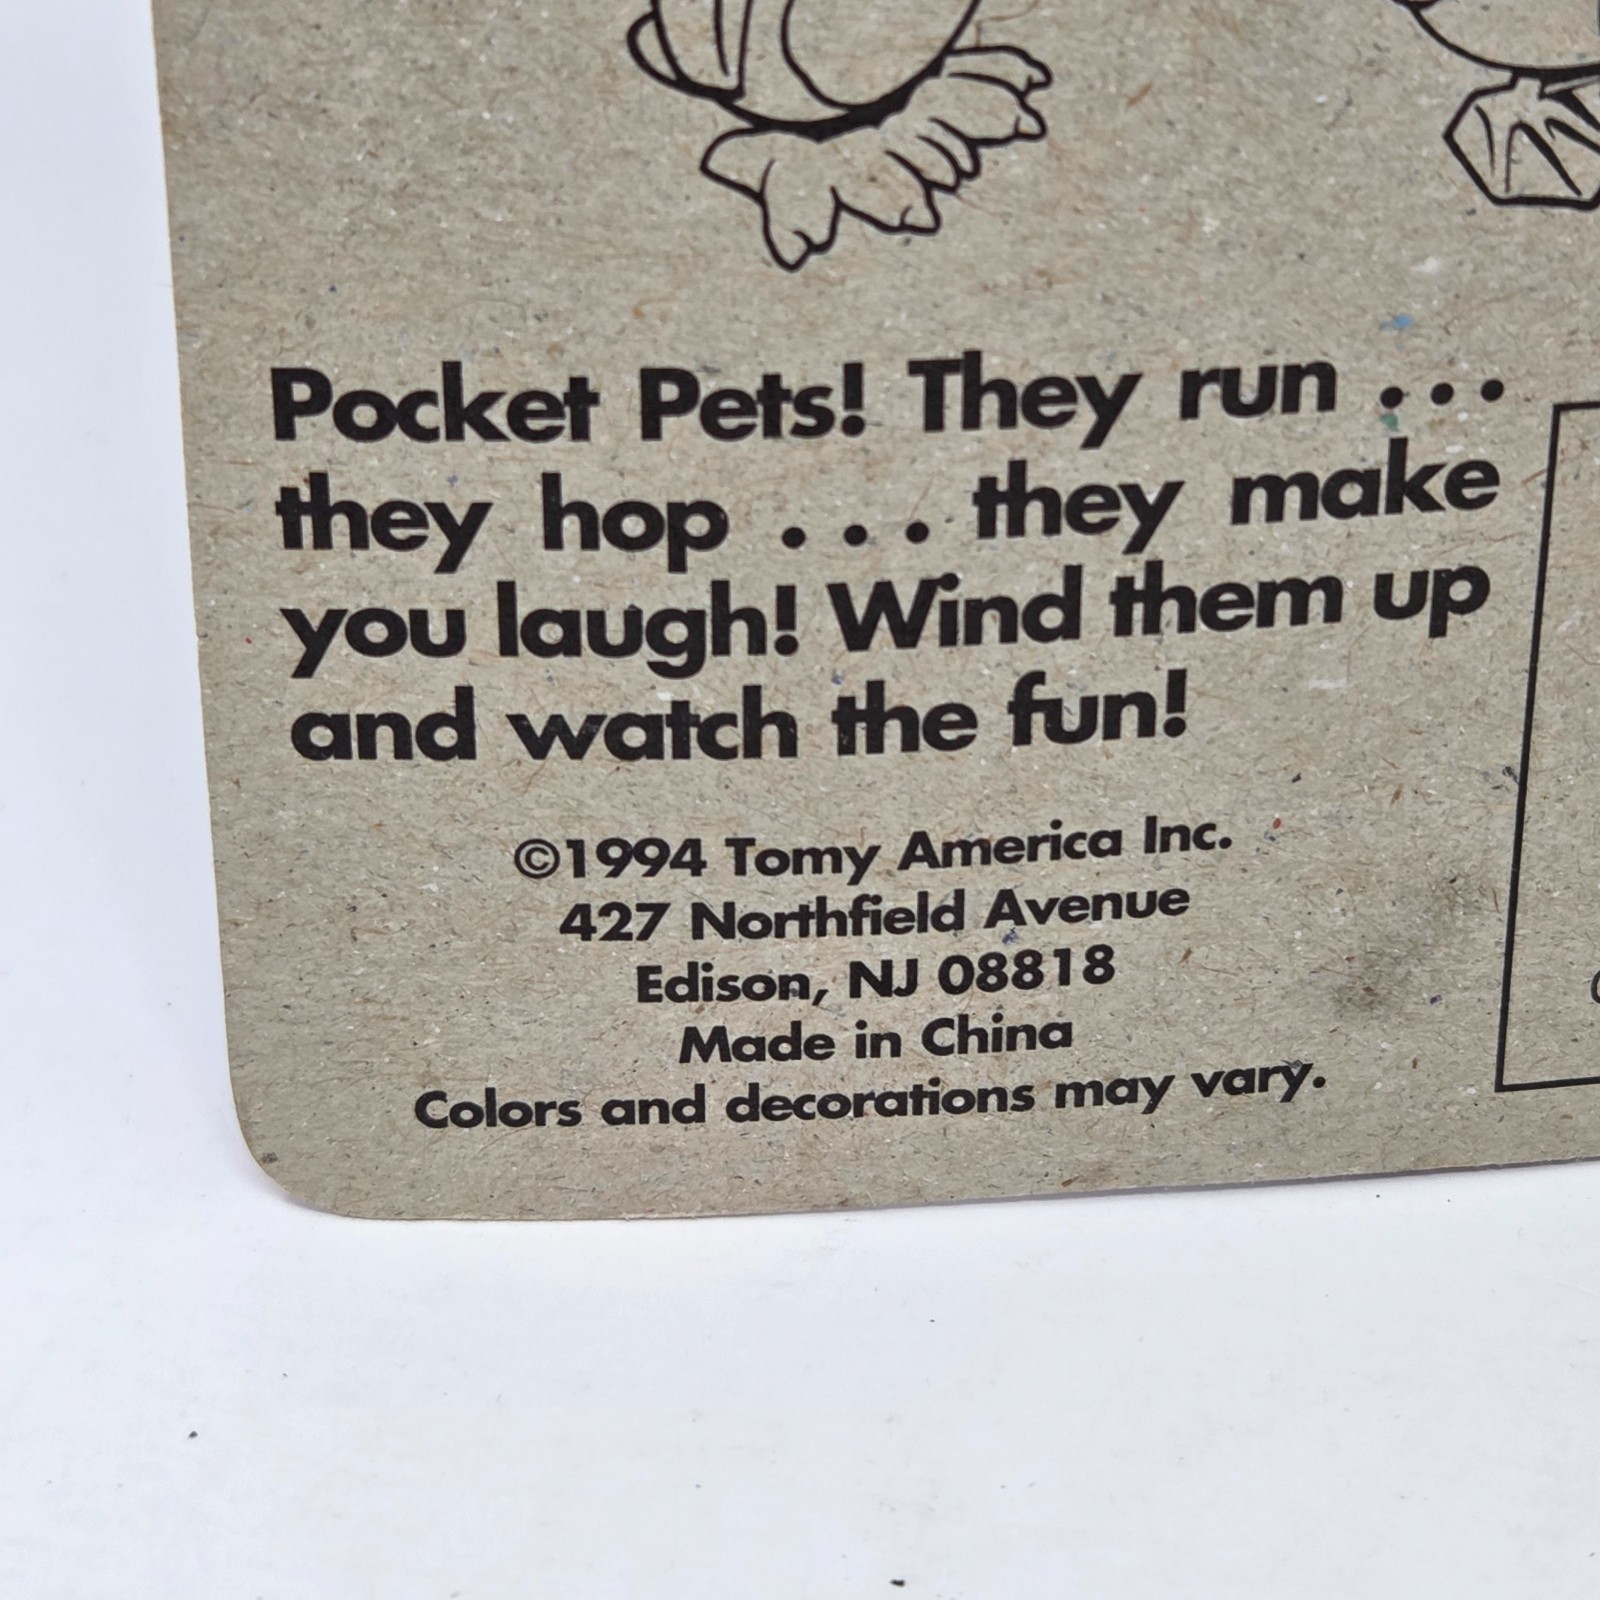 Pocket Pets! They run . . .
they hop . . . they make
you laugh! Wind them up
and watch the fun!
©1994 Tomy America Inc.
427 Northfield Avenue
Edison, NJ 08818
Made in China
Colors and decorations may vary.